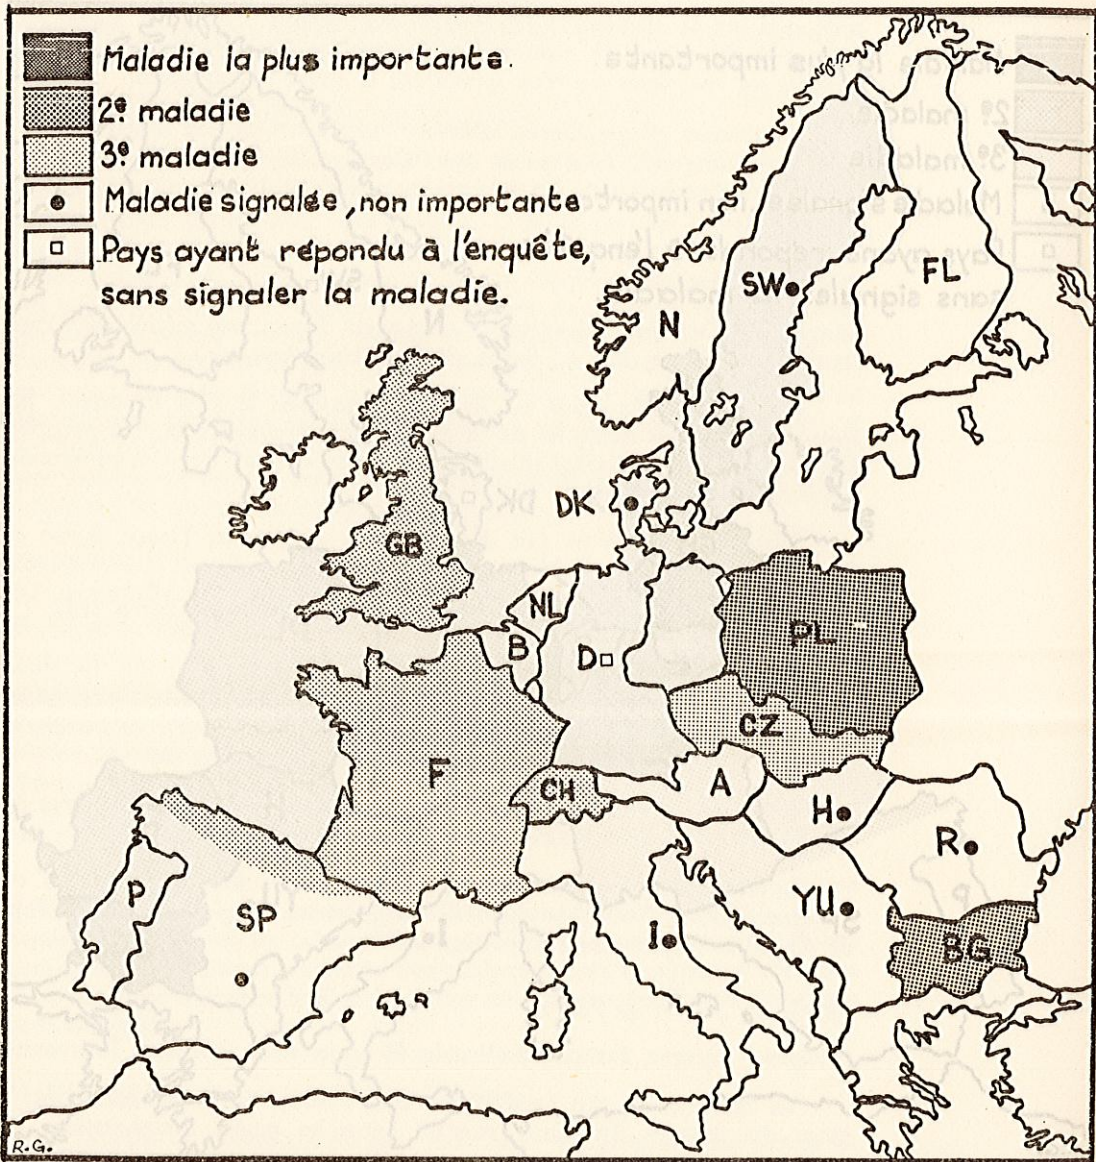 Maladie la plus importante.
2e maladie
3e maladie
Maladie signalée, non importante
Pays ayant répondu à l'enquête,
sans signaler la maladie.
N
SW
FL
DK
GB
NL
B
D
PL
CZ
F
CH
A
H
R
P
SP
I
YU
BG
R.G.